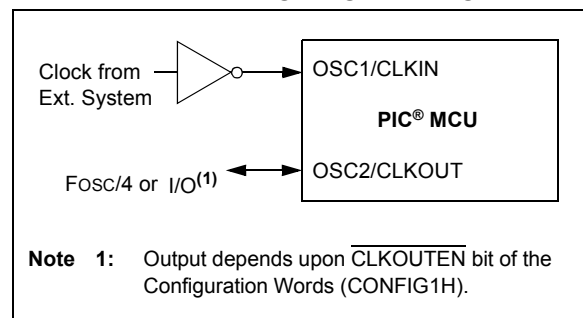 Clock from
Ext. System
OSC1/CLKIN
PIC® MCU
FOSC/4 or I/O(1)
OSC2/CLKOUT
Note 1: Output depends upon CLKOUTEN bit of the
Configuration Words (CONFIG1H).